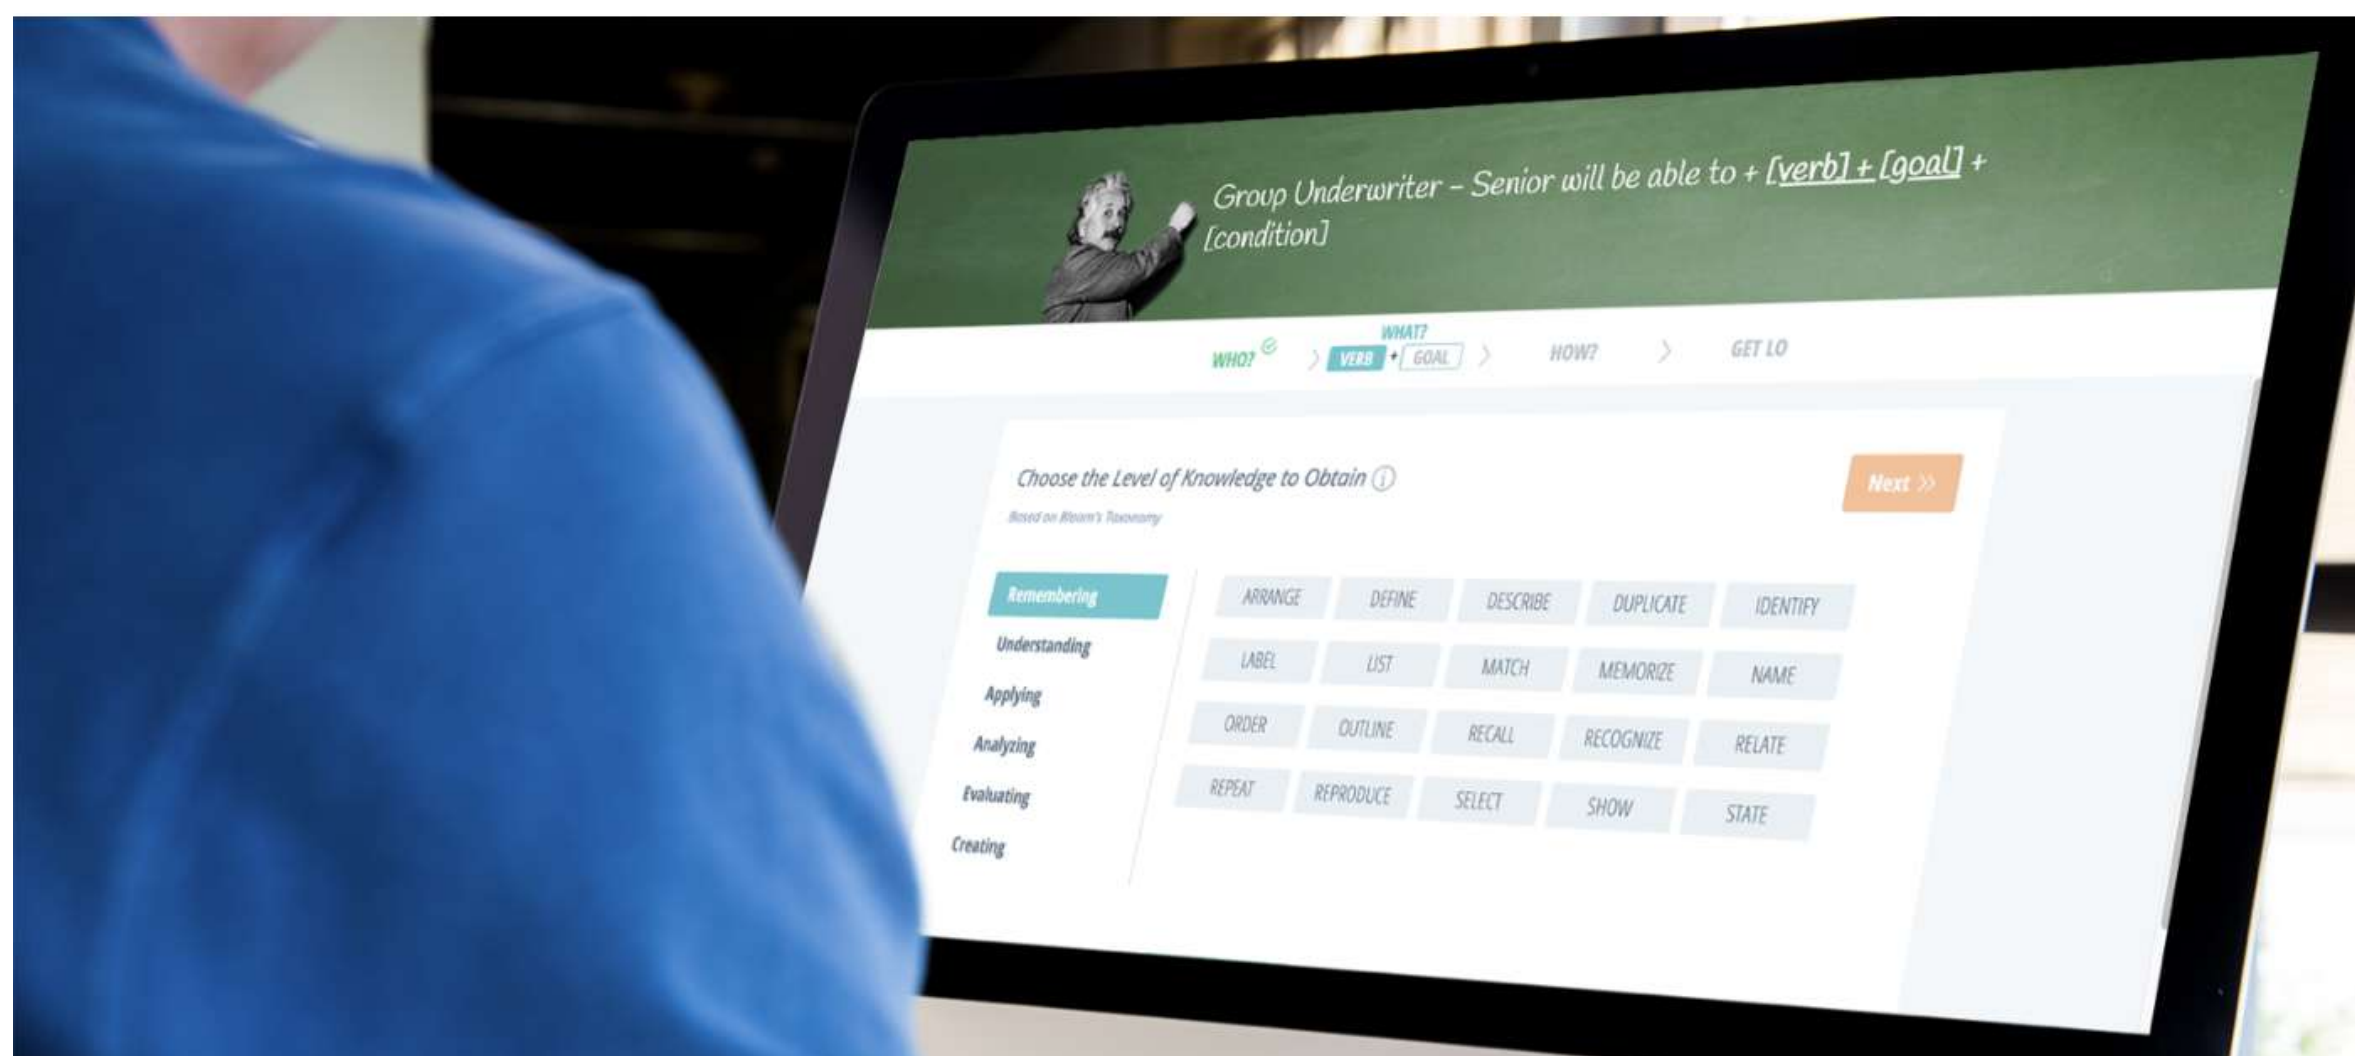 Group Underwriter – Senior will be able to + [verb] + [goal] +
[condition]
WHAT?
WHO? VERB + GOAL HOW? GET LO
Choose the Level of Knowledge to Obtain
Next
Based on Bloom's Taxonomy
Remembering ARRANGE DEFINE DESCRIBE DUPLICATE IDENTIFY
Understanding LABEL LIST MATCH MEMORIZE NAME
Applying ORDER OUTLINE RECALL RECOGNIZE RELATE
Analyzing
Evaluating REPEAT REPRODUCE SELECT SHOW STATE
Creating